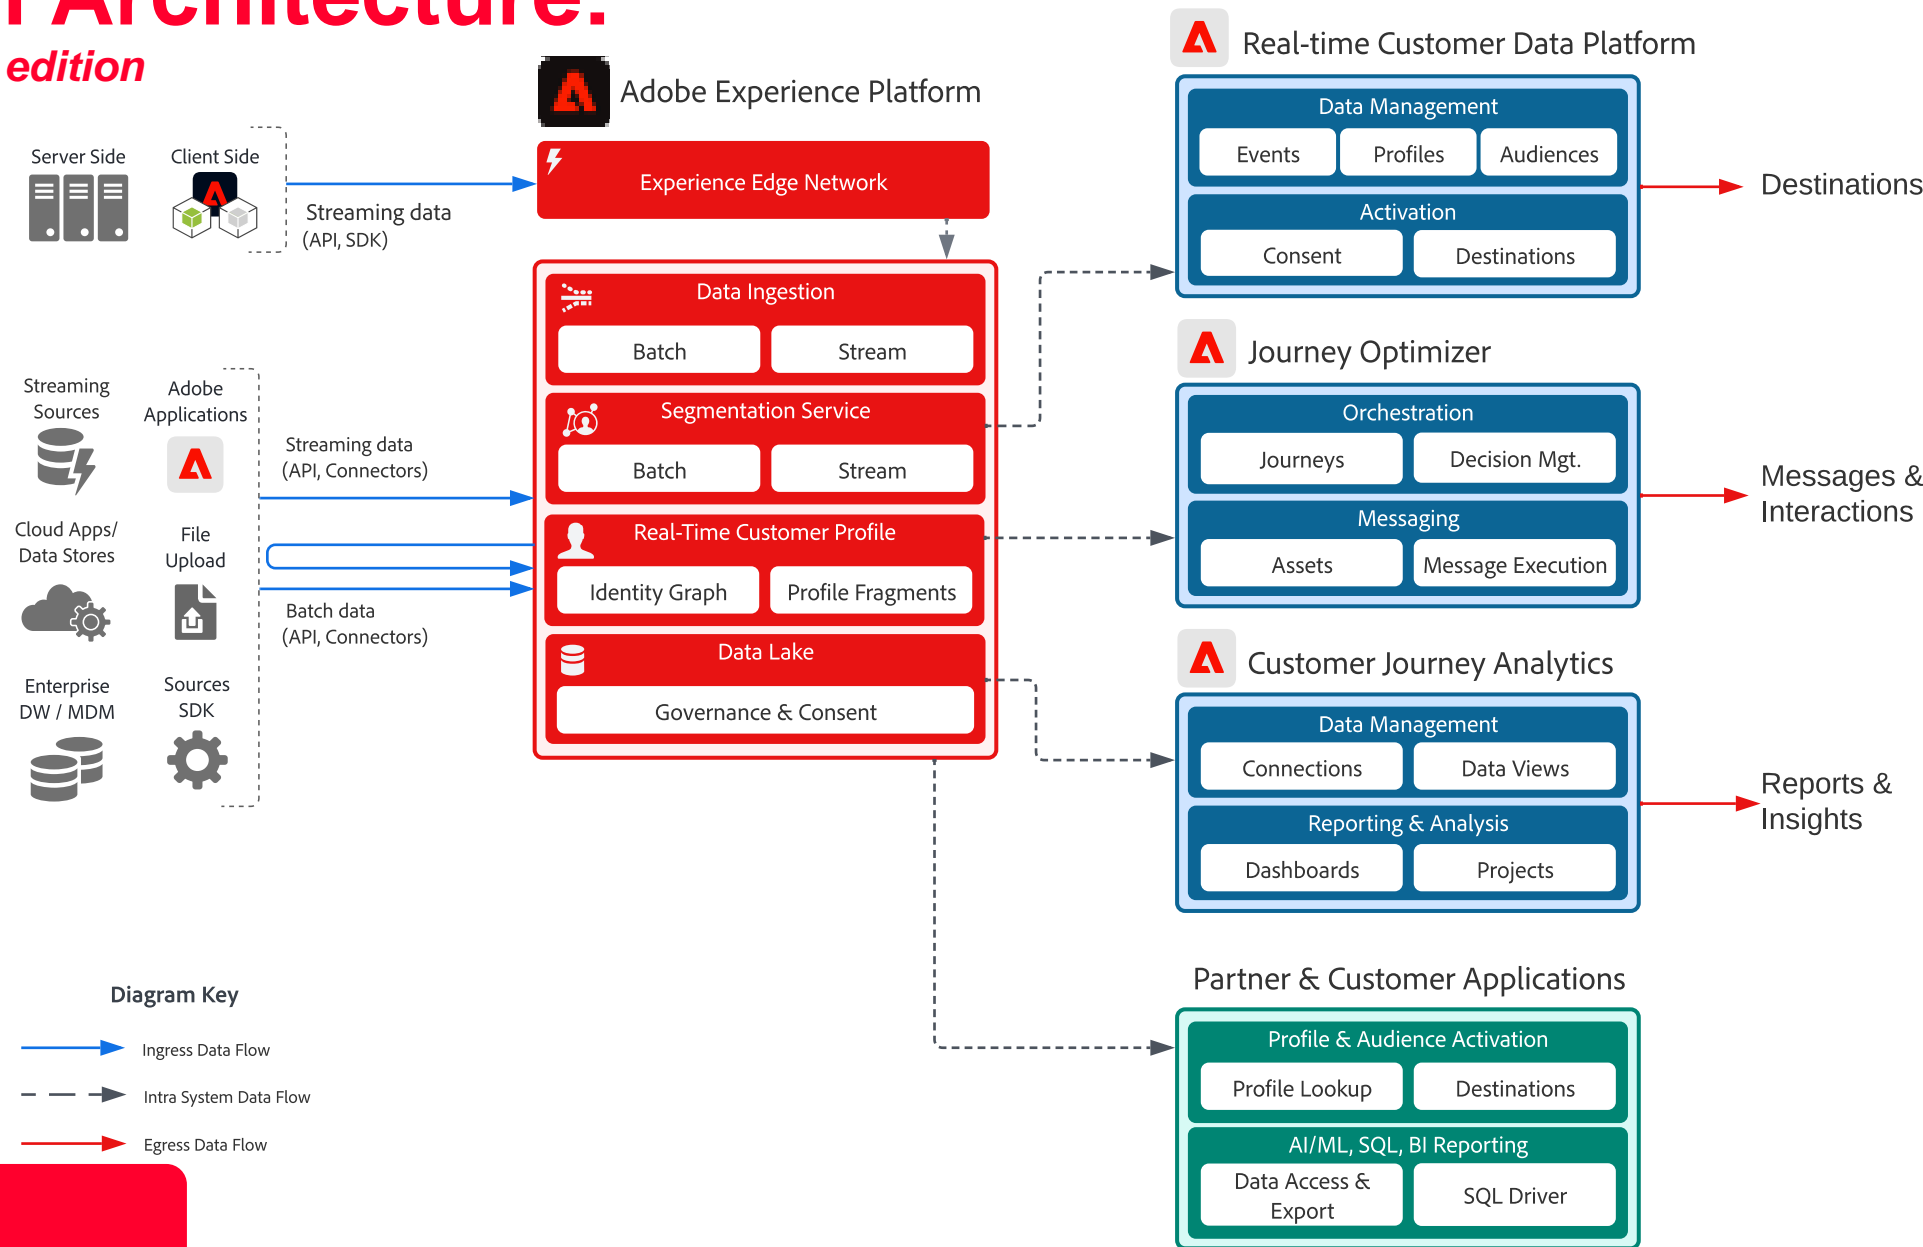 Architecture:
edition
Adobe Experience Platform
Server Side
Client Side
Streaming data
(API, SDK)
Experience Edge Network
Data Ingestion
Batch
Stream
Segmentation Service
Batch
Stream
Real-Time Customer Profile
Identity Graph
Profile Fragments
Data Lake
Governance & Consent
Streaming
Sources
Adobe
Applications
Cloud Apps/
Data Stores
File
Upload
Enterprise
DW / MDM
Sources
SDK
Streaming data
(API, Connectors)
Batch data
(API, Connectors)
Real-time Customer Data Platform
Data Management
Events
Profiles
Audiences
Activation
Consent
Destinations
Destinations
Journey Optimizer
Orchestration
Journeys
Decision Mgt.
Messaging
Assets
Message Execution
Messages &
Interactions
Customer Journey Analytics
Data Management
Connections
Data Views
Reporting & Analysis
Dashboards
Projects
Reports &
Insights
Partner & Customer Applications
Profile & Audience Activation
Profile Lookup
Destinations
AI/ML, SQL, BI Reporting
Data Access &
Export
SQL Driver
Diagram Key
Ingress Data Flow
Intra System Data Flow
Egress Data Flow